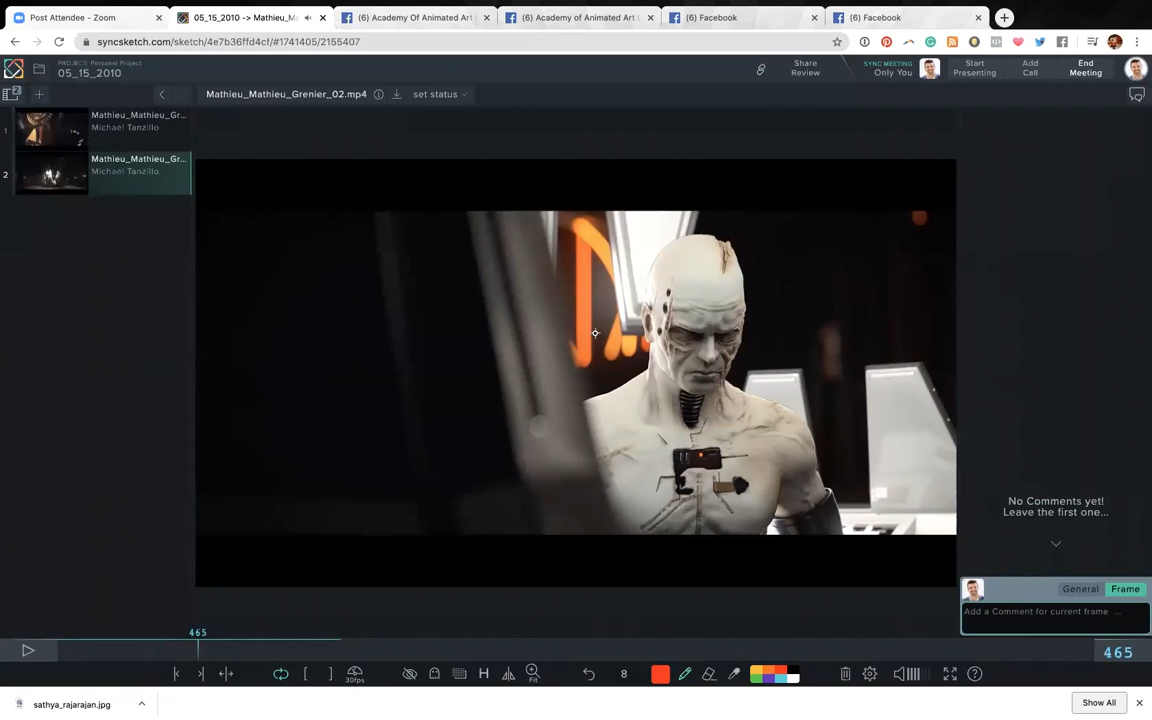 Post Attendee - Zoom
05_15_2010 -> Mathieu_Ma
(6) Academy Of Animated Art
(6) Academy of Animated Art
(6) Facebook
(6) Facebook
syncsketch.com/sketch/4e7b36ffd4cf/#1741405/2155407
PROJECT: Personal Project
05_15_2010
Share
Review
SYNC MEETING
Only You
Start
Presenting
Add
Call
End
Meeting
2
Mathieu_Mathieu_Grenier_02.mp4
set status
1
Mathieu_Mathieu_Gr...
Michael Tanzillo
2
Mathieu_Mathieu_Gr...
Michael Tanzillo
No Comments yet!
Leave the first one...
General
Frame
Add a Comment for current frame ...
465
465
30fps
H
Fit
8
sathya_rajarajan.jpg
Show All